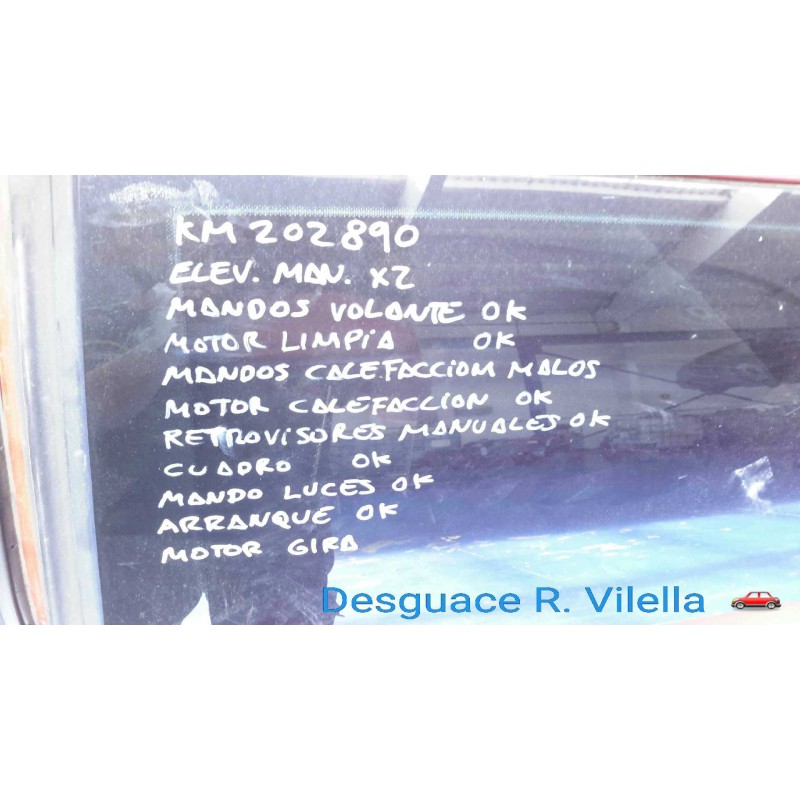 KM 202890
ELEV. MAN. X2
MANDOS VOLANTE OK
MOTOR LIMPIA OK
MANDOS CALEFACCIOM MALOS
MOTOR CALEFACCION OK
RETROVISORES MANUALES OK
CUADRO OK
MANDO LUCES OK
ARRANQUE OK
MOTOR GIRA
Desguace R. Vilella